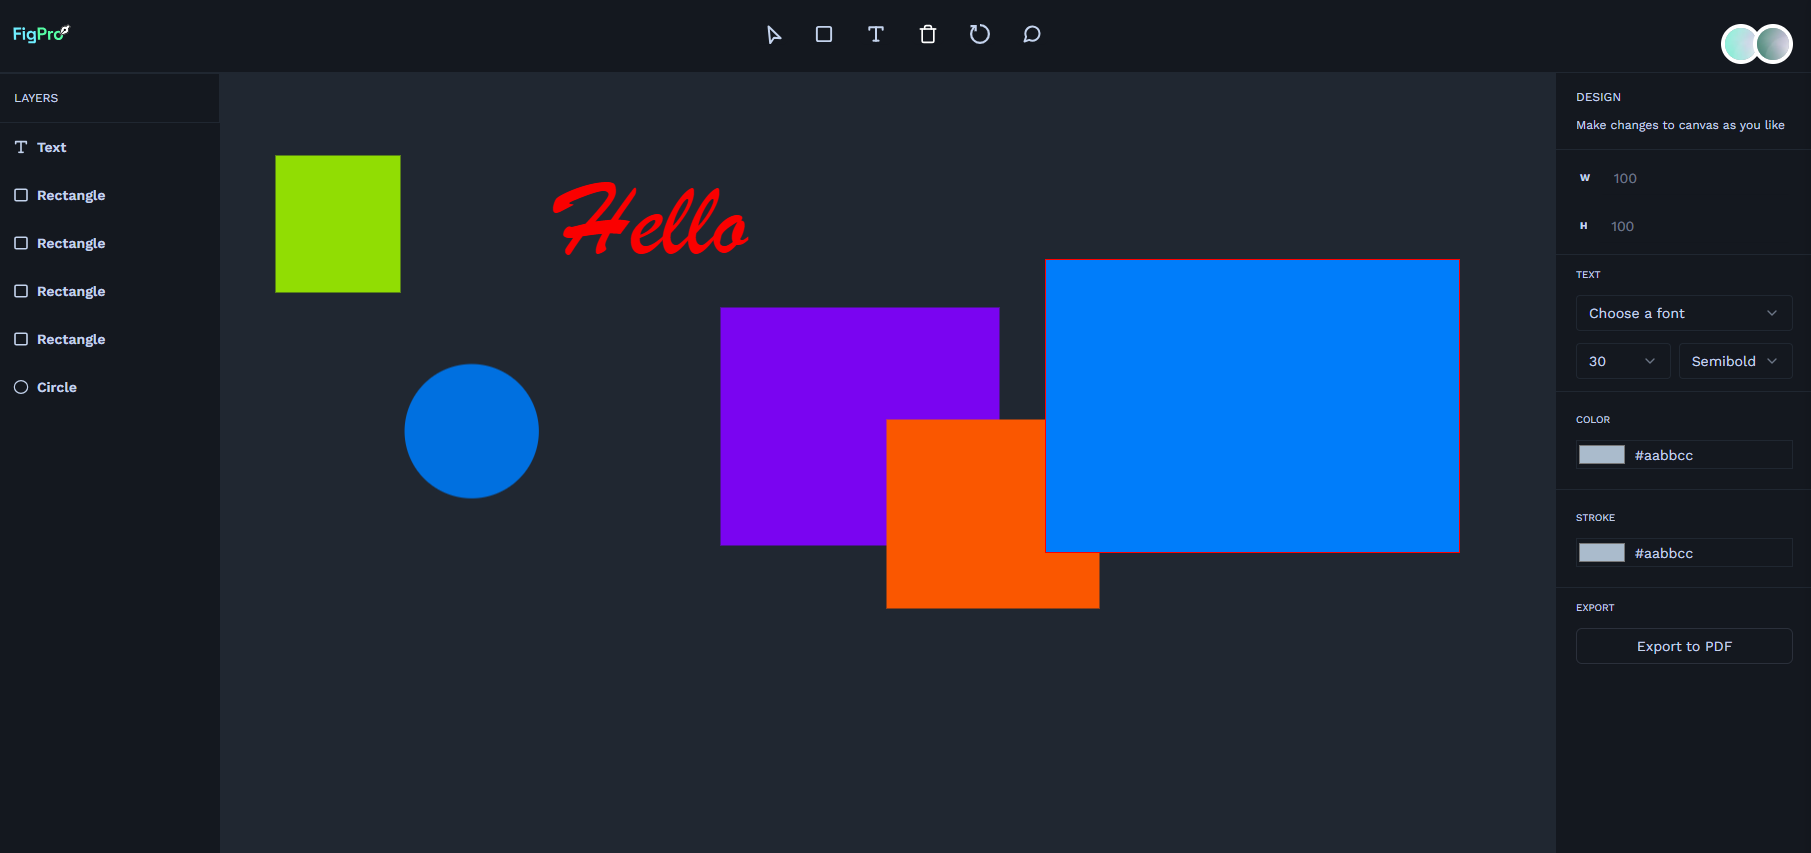 FigPro
LAYERS
Text
Rectangle
Rectangle
Rectangle
Rectangle
Circle
Hello
DESIGN
Make changes to canvas as you like
W 100
H 100
TEXT
Choose a font
30 Semibold
COLOR
#aabbcc
STROKE
#aabbcc
EXPORT
Export to PDF